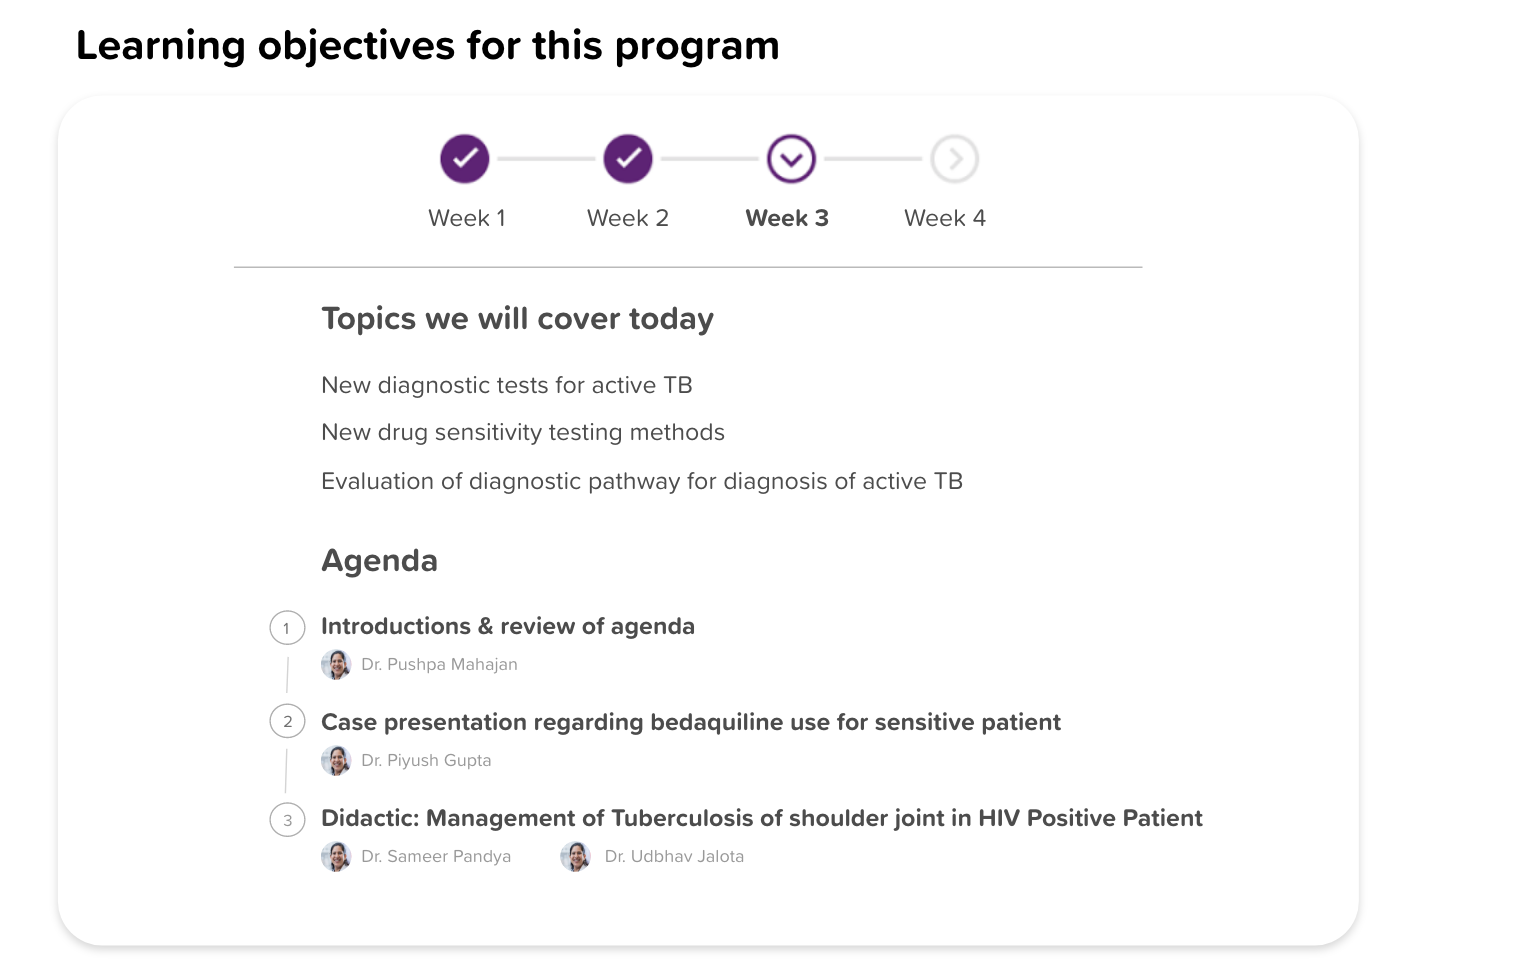 Learning objectives for this program
Week 1
Week 2
Week 3
Week 4
Topics we will cover today
New diagnostic tests for active TB
New drug sensitivity testing methods
Evaluation of diagnostic pathway for diagnosis of active TB
Agenda
1
Introductions & review of agenda
Dr. Pushpa Mahajan
2
Case presentation regarding bedaquiline use for sensitive patient
Dr. Piyush Gupta
3
Didactic: Management of Tuberculosis of shoulder joint in HIV Positive Patient
Dr. Sameer Pandya
Dr. Udbhav Jalota